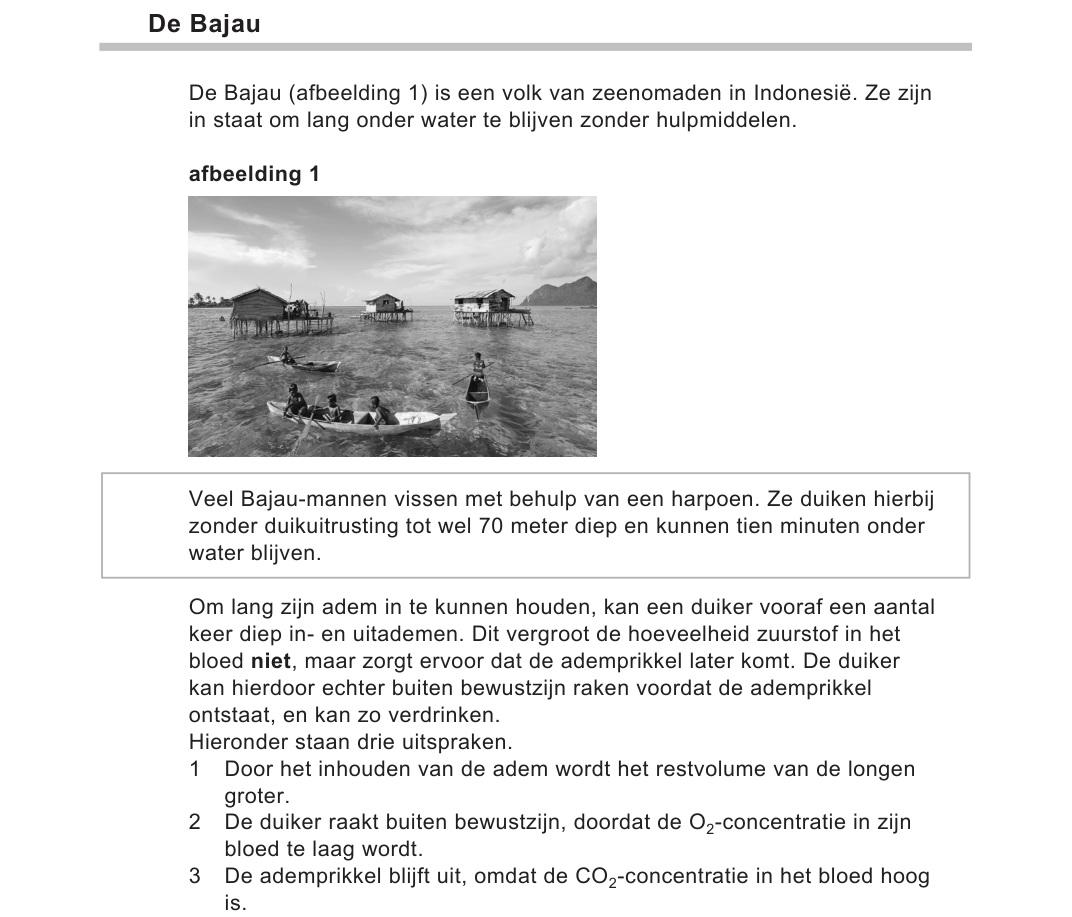 De Bajau
De Bajau (afbeelding 1) is een volk van zeenomaden in Indonesië. Ze zijn
in staat om lang onder water te blijven zonder hulpmiddelen.
afbeelding 1
Veel Bajau-mannen vissen met behulp van een harpoen. Ze duiken hierbij
zonder duikuitrusting tot wel 70 meter diep en kunnen tien minuten onder
water blijven.
Om lang zijn adem in te kunnen houden, kan een duiker vooraf een aantal
keer diep in- en uitademen. Dit vergroot de hoeveelheid zuurstof in het
bloed niet, maar zorgt ervoor dat de ademprikkel later komt. De duiker
kan hierdoor echter buiten bewustzijn raken voordat de ademprikkel
ontstaat, en kan zo verdrinken.
Hieronder staan drie uitspraken.
1 Door het inhouden van de adem wordt het restvolume van de longen
groter.
2 De duiker raakt buiten bewustzijn, doordat de O₂-concentratie in zijn
bloed te laag wordt.
3 De ademprikkel blijft uit, omdat de CO₂-concentratie in het bloed hoog
is.